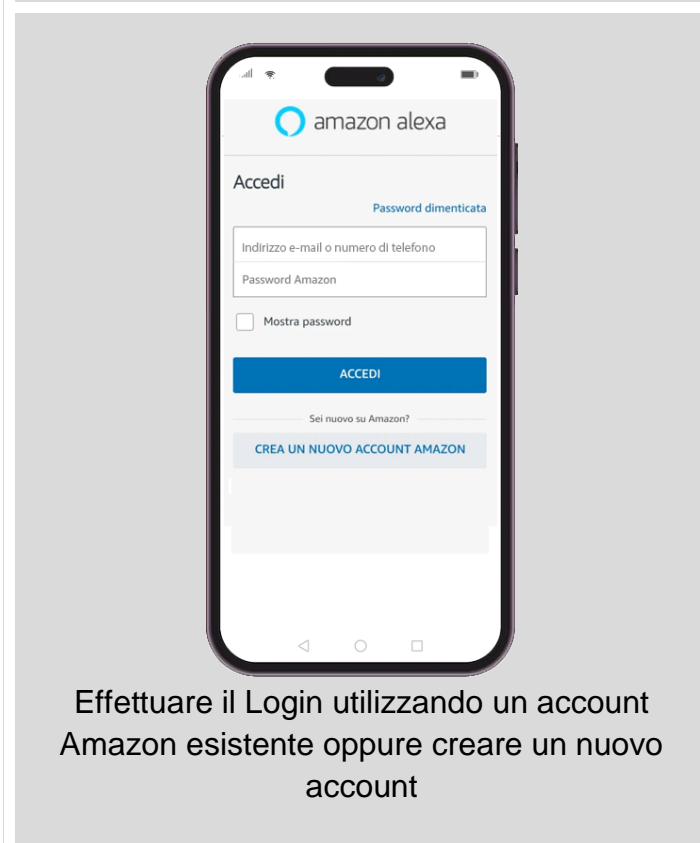 amazon alexa
Accedi
Password dimenticata
Indirizzo e-mail o numero di telefono
Password Amazon
Mostra password
ACCEDI
Sei nuovo su Amazon?
CREA UN NUOVO ACCOUNT AMAZON
Effettuare il Login utilizzando un account
Amazon esistente oppure creare un nuovo
account